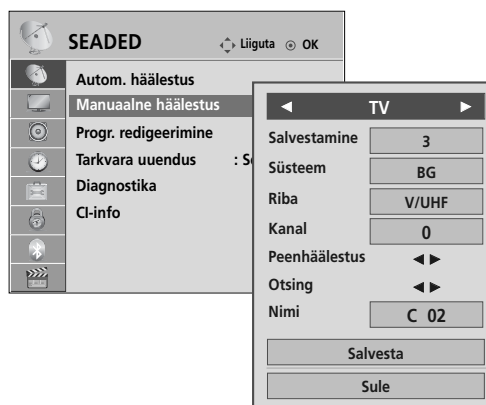 SEADED Liiguta OK
Autom. häälestus
Manuaalne häälestus
Progr. redigeerimine
Tarkvara uuendus : S
Diagnostika
CI-info
TV
Salvestamine 3
Süsteem BG
Riba V/UHF
Kanal 0
Peenhäälestus
Otsing
Nimi C 02
Salvesta
Sule